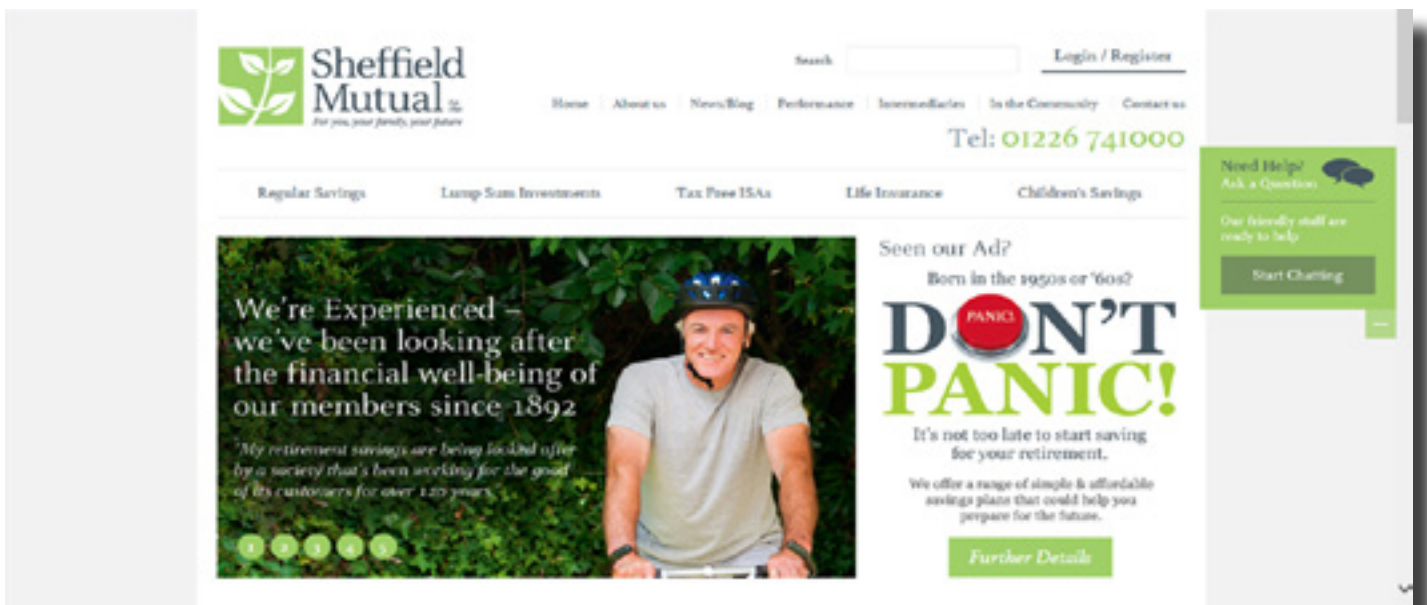 Sheffield
Mutual
For you, your family, your future
Search
Login / Register
Home About us News/Blog Performance Intermediaries In the Community Contact us
Tel: 01226 741000
Regular Savings Lump Sum Investments Tax Free ISAs Life Insurance Children's Savings
We're Experienced –
we've been looking after
the financial well-being of
our members since 1892
"My retirement savings are being looked after
by a society that's been working for the good
of its customers for over 120 years.
1 2 3 4 5
Seen our Ad?
Born in the 1950s or '60s?
DON'T
PANIC!
PANIC!
It's not too late to start saving
for your retirement.
We offer a range of simple & affordable
savings plans that could help you
prepare for the future.
Further Details
Need Help?
Ask a Question
Our friendly staff are
ready to help
Start Chatting